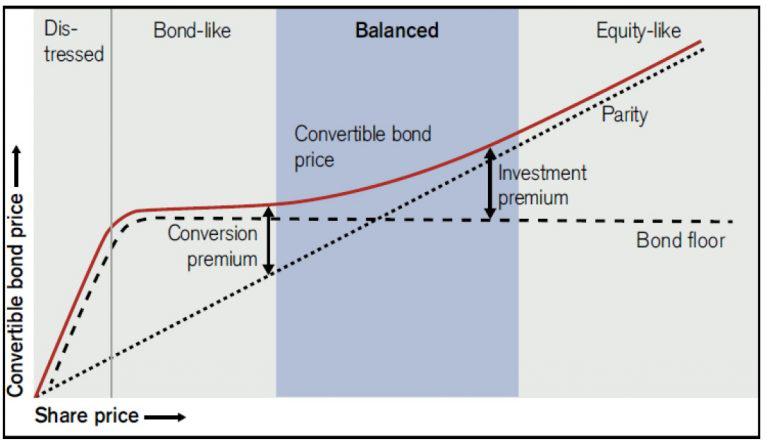 Dis-
tressed
Bond-like
Balanced
Equity-like
Convertible bond
price
Parity
Investment
premium
Conversion
premium
Bond floor
Convertible bond price
Share price